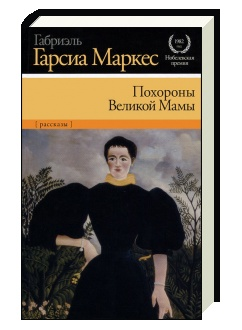 Габриэль
Гарсиа Маркес
1982
Нобелевская
премия
Похороны
Великой Мамы
[ рассказы ]